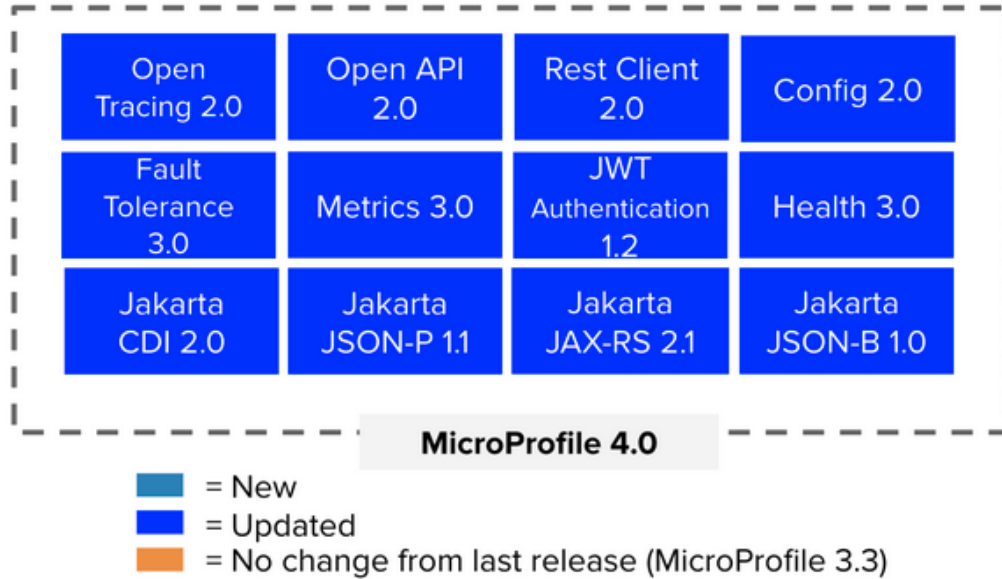 Open
Tracing 2.0
Open API
2.0
Rest Client
2.0
Config 2.0
Fault
Tolerance
3.0
Metrics 3.0
JWT
Authentication
1.2
Health 3.0
Jakarta
CDI 2.0
Jakarta
JSON-P 1.1
Jakarta
JAX-RS 2.1
Jakarta
JSON-B 1.0
MicroProfile 4.0
= New
= Updated
= No change from last release (MicroProfile 3.3)